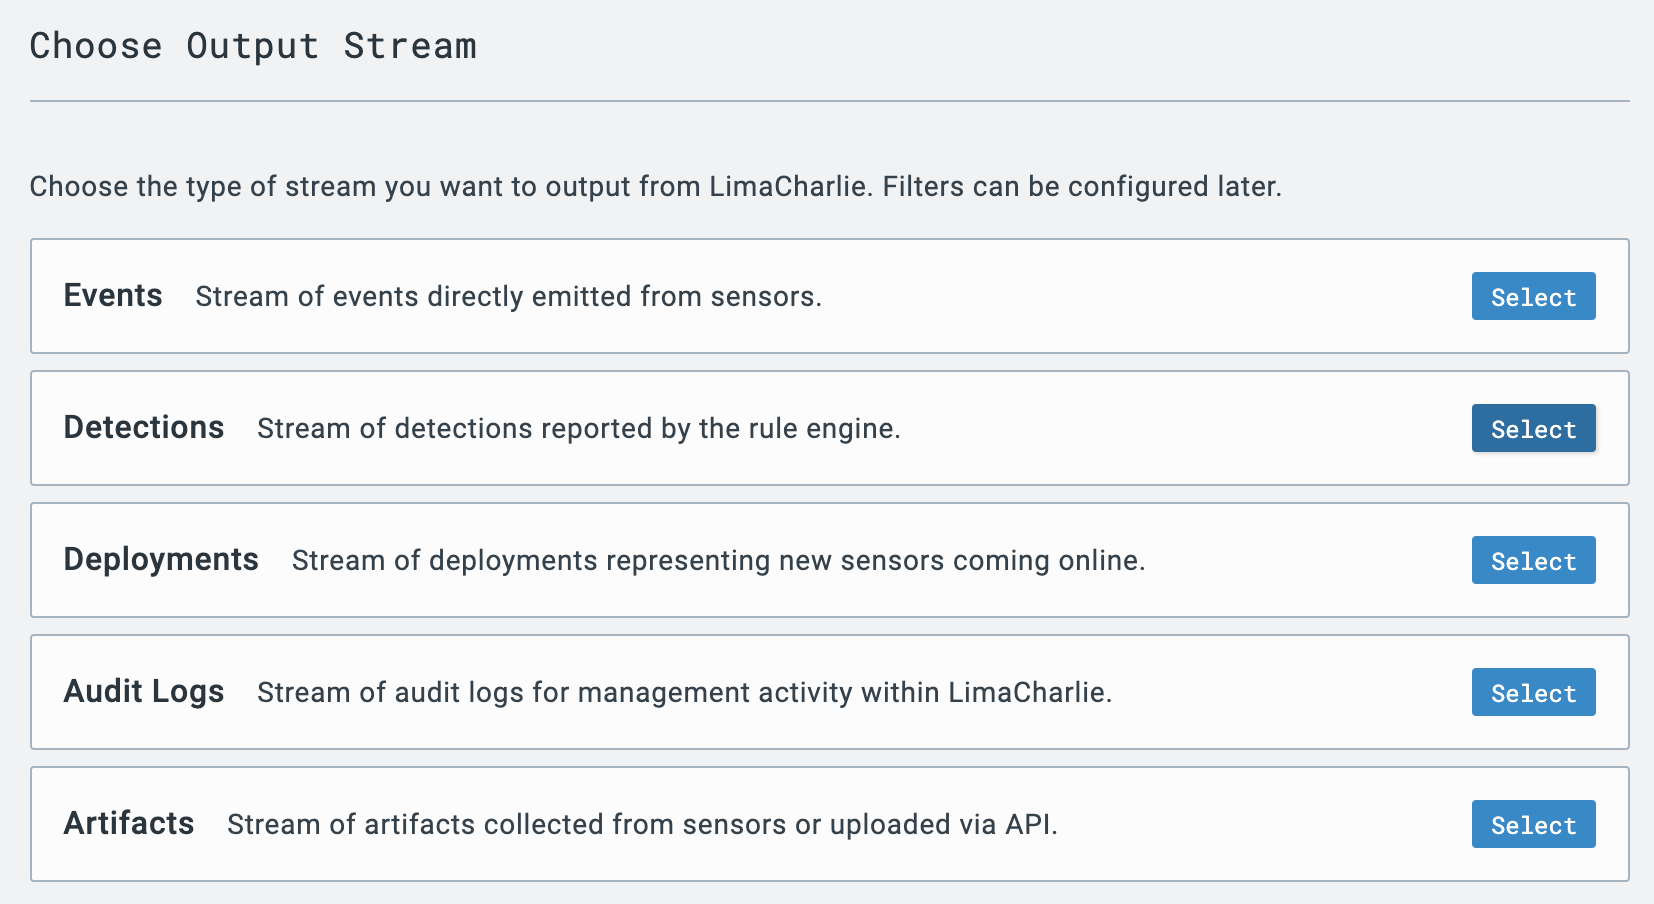 Choose Output Stream
Choose the type of stream you want to output from LimaCharlie. Filters can be configured later.
Events Stream of events directly emitted from sensors. Select
Detections Stream of detections reported by the rule engine. Select
Deployments Stream of deployments representing new sensors coming online. Select
Audit Logs Stream of audit logs for management activity within LimaCharlie. Select
Artifacts Stream of artifacts collected from sensors or uploaded via API. Select